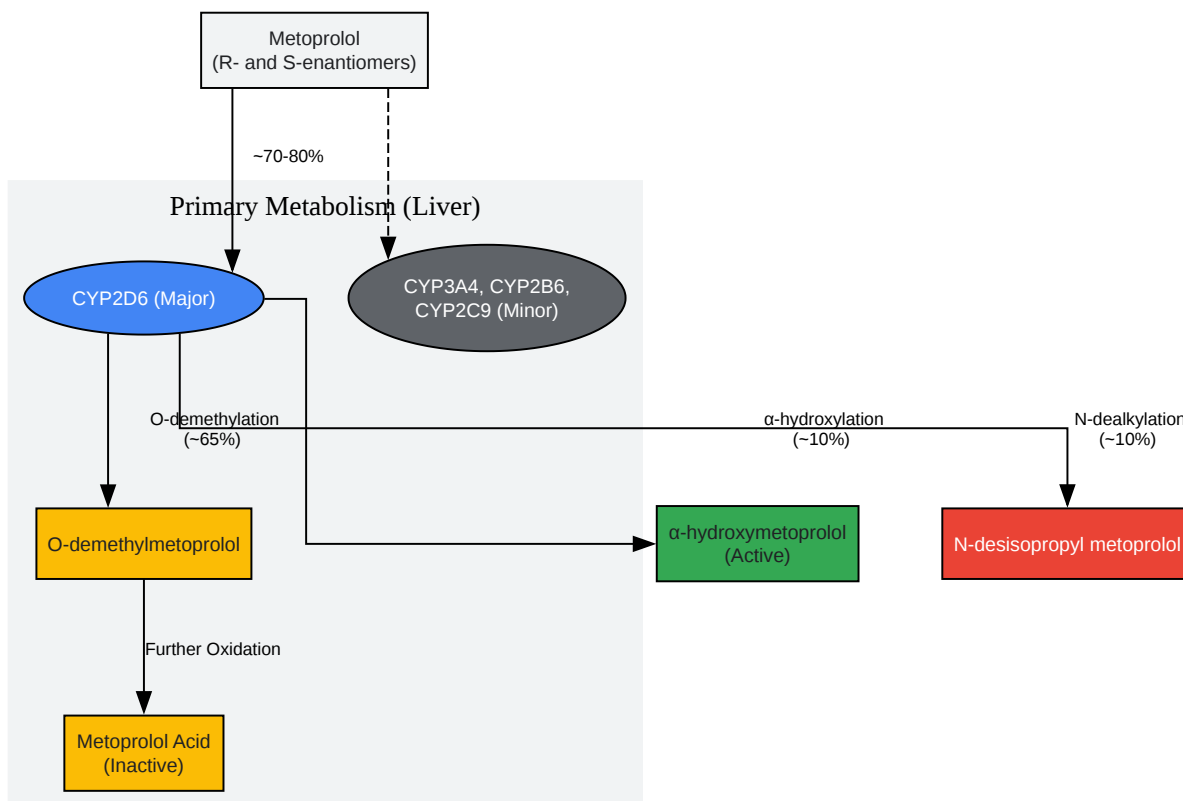 Metoprolol
(R- and S-enantiomers)
~70-80%
Primary Metabolism (Liver)
CYP2D6 (Major)
CYP3A4, CYP2B6,
CYP2C9 (Minor)
O-demethylation
(~65%)
α-hydroxylation
(~10%)
N-dealkylation
(~10%)
O-demethylmetoprolol
α-hydroxymetoprolol
(Active)
N-desisopropyl metoprolol
Further Oxidation
Metoprolol Acid
(Inactive)